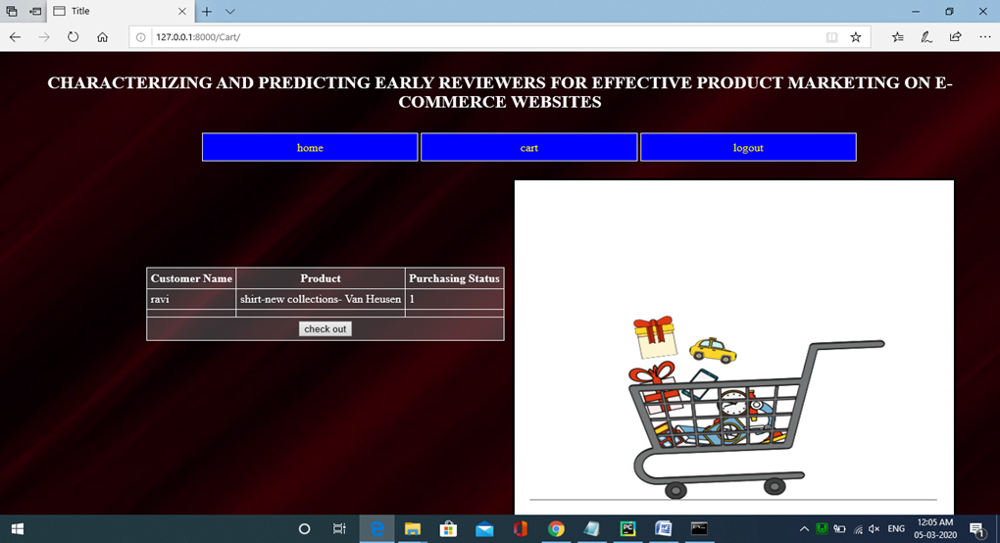 Title
127.0.0.1:8000/Cart/
CHARACTERIZING AND PREDICTING EARLY REVIEWERS FOR EFFECTIVE PRODUCT MARKETING ON E-
COMMERCE WEBSITES
home cart logout
Customer Name Product Purchasing Status
ravi shirt-new collections- Van Heusen 1
check out
12:05 AM
ENG
05-03-2020